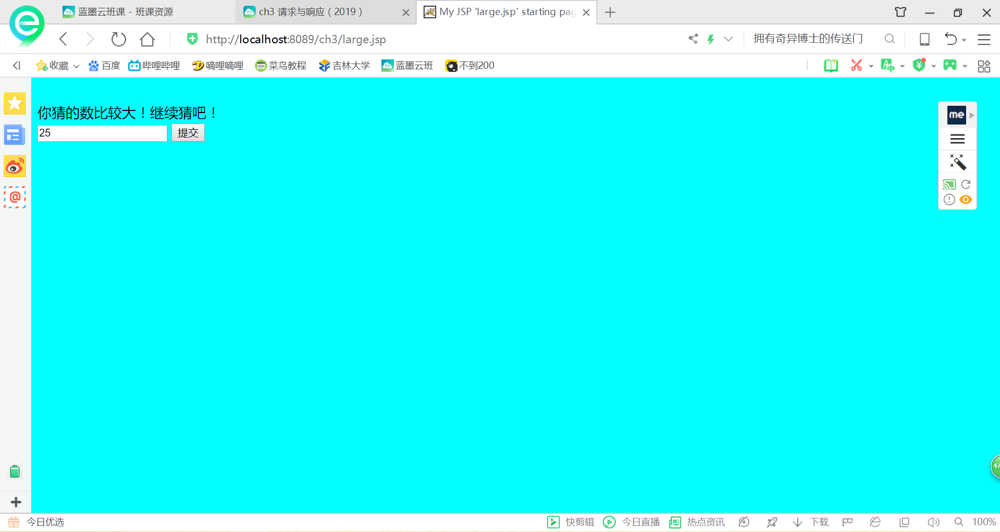 蓝墨云班课 - 班课资源
ch3 请求与响应（2019）
My JSP 'large.jsp' starting pag
http://localhost:8089/ch3/large.jsp
拥有奇异博士的传送门
收藏
百度
哔哩哔哩
嘀哩嘀哩
菜鸟教程
吉林大学
蓝墨云班
不到200
你猜的数比较大！继续猜吧！
25
提交
me
47
今日优选
快剪辑
今日直播
热点资讯
下载
100%